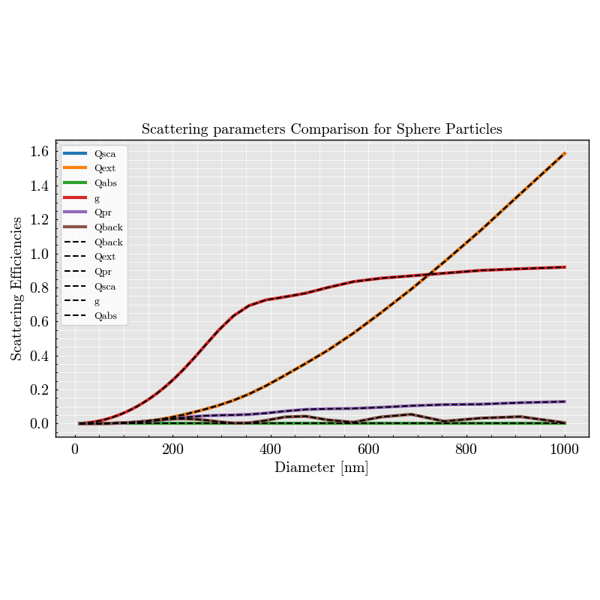 Scattering parameters Comparison for Sphere Particles
Scattering Efficiencies
1.6
1.4
1.2
1.0
0.8
0.6
0.4
0.2
0.0
Qsca
Qext
Qabs
g
Qpr
Qback
Qback
Qext
Qpr
Qsca
g
Qabs
0 200 400 600 800 1000
Diameter [nm]